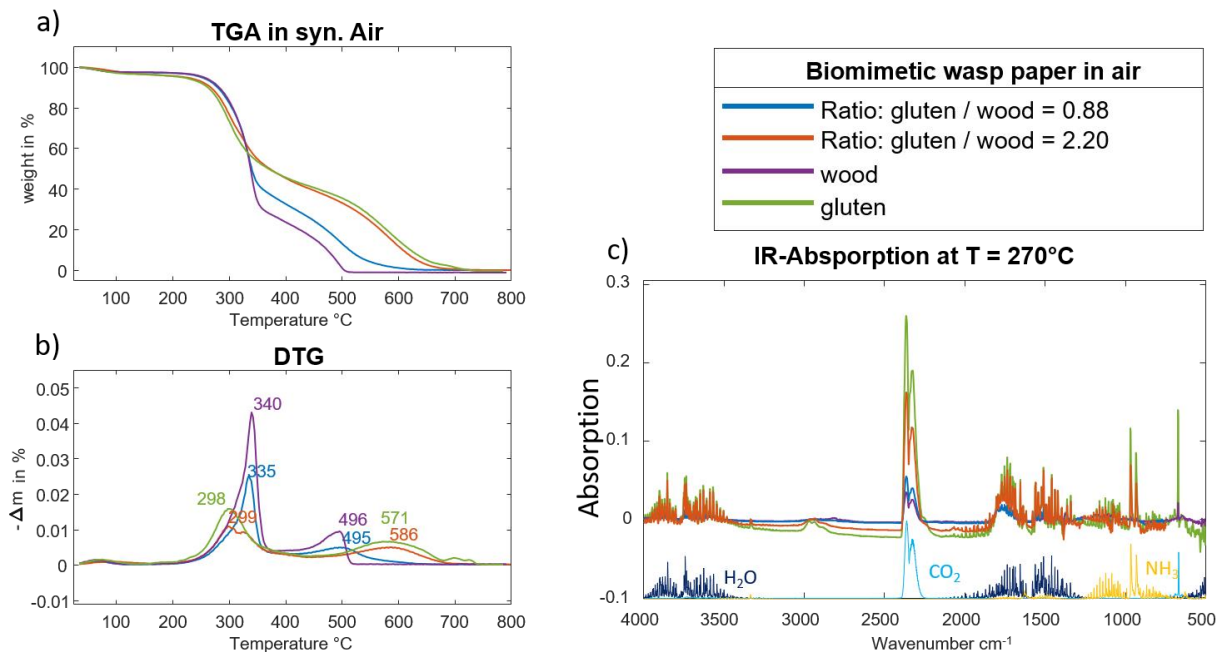 a)
TGA in syn. Air
100
80
60
40
20
0
weight in %
100 200 300 400 500 600 700 800
Temperature °C
b)
DTG
0.05
0.04
0.03
0.02
0.01
0
-0.01
-Δm in %
340
335
298
299
496
495
571
586
100 200 300 400 500 600 700 800
Temperature °C
Biomimetic wasp paper in air
Ratio: gluten / wood = 0.88
Ratio: gluten / wood = 2.20
wood
gluten
c)
IR-Absporption at T = 270°C
0.3
0.2
0.1
0
-0.1
Absorption
H₂O
CO₂
NH₃
4000 3500 3000 2500 2000 1500 1000 500
Wavenumber cm⁻¹